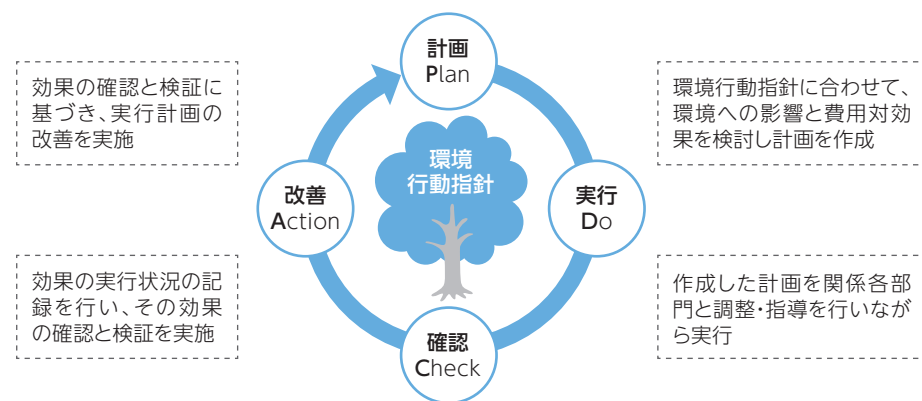 計画
Plan
環境行動指針に合わせて、
環境への影響と費用対効
果を検討し計画を作成
実行
Do
作成した計画を関係各部
門と調整・指導を行いなが
ら実行
確認
Check
効果の実行状況の記
録を行い、その効果
の確認と検証を実施
改善
Action
効果の確認と検証に
基づき、実行計画の
改善を実施
環境
行動指針